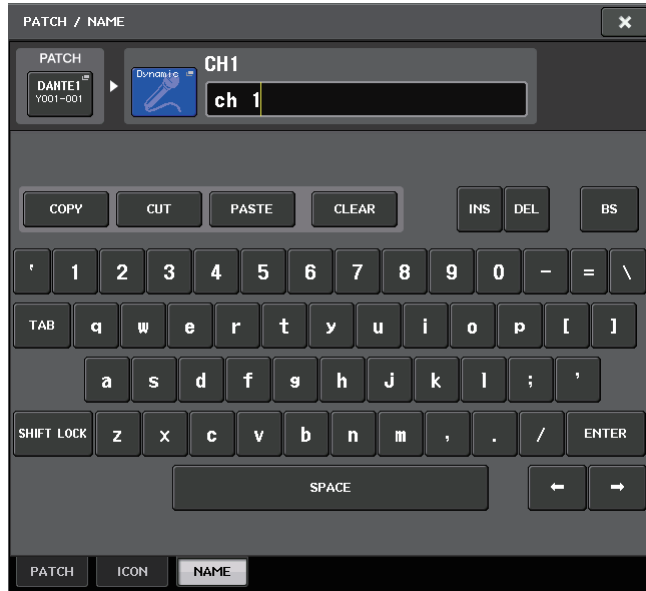 PATCH / NAME
PATCH
DANTE1
Y001-001
Dynamic
CH1
ch 1
COPY CUT PASTE CLEAR INS DEL BS
' 1 2 3 4 5 6 7 8 9 0 - = \
TAB q w e r t y u i o p [ ]
a s d f g h j k l ; '
SHIFT LOCK z x c v b n m , . / ENTER
SPACE ← →
PATCH ICON NAME